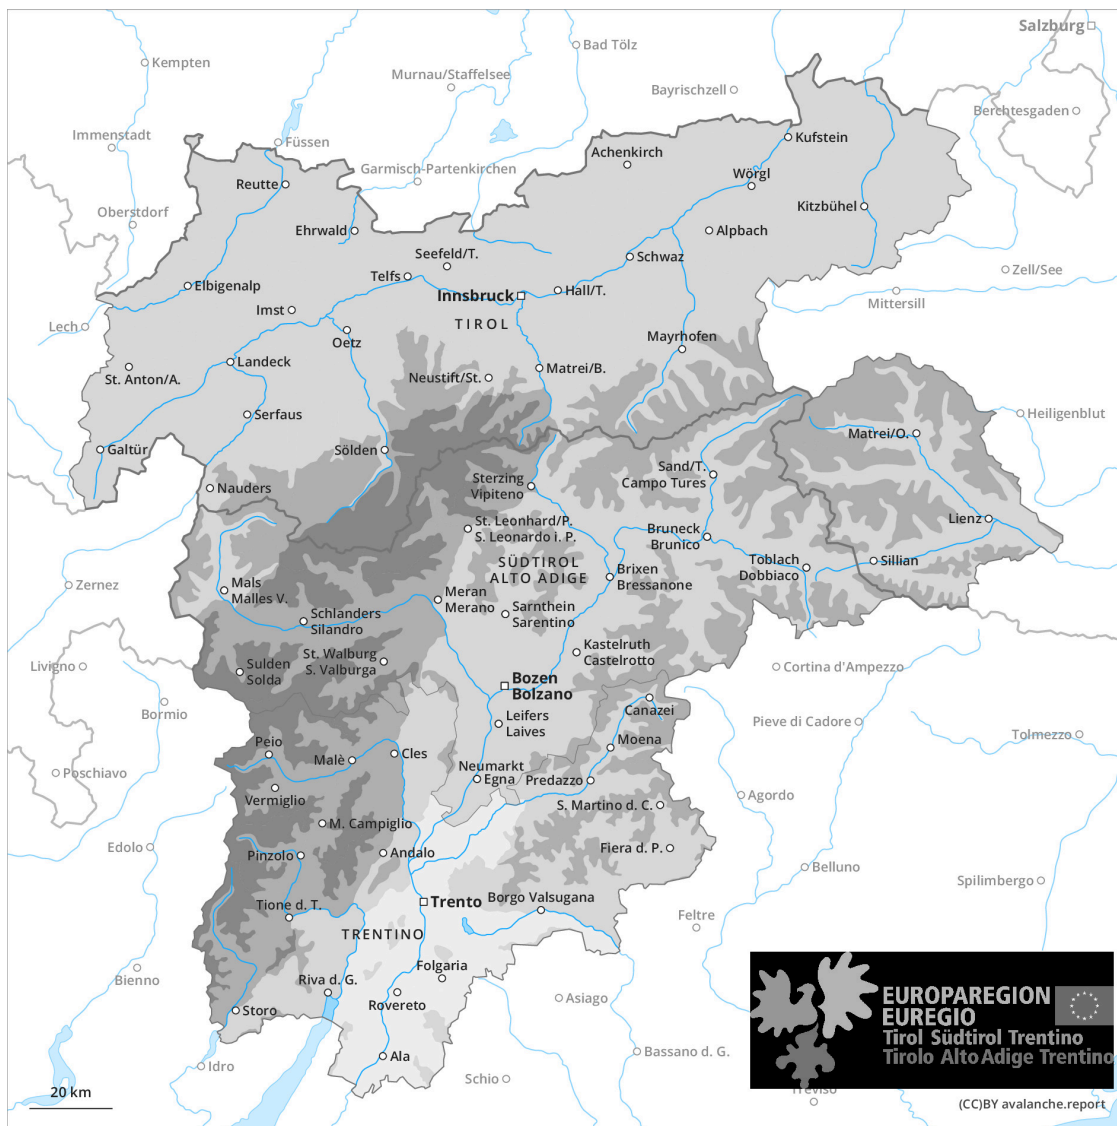 Salzburg
Bad Tölz
Kempten
Murnau/Staffelsee
Bayrischzell
Berchtesgaden
Immenstadt
Füssen
Kufstein
Achenkirch
Garmisch-Partenkirchen
Wörgl
Reutte
Oberstdorf
Kitzbühel
Ehrwald
Alpbach
Seefeld/T.
Schwaz
Telfs
Zell/See
Elbigenalp
Hall/T.
Innsbruck
Mittersill
Imst
TIROL
Lech
Oetz
Mayrhofen
Landeck
Matrei/B.
St. Anton/A.
Neustift/St.
Serfaus
Heiligenblut
Matrei/O.
Galtür
Sölden
Sand/T.
Campo Tures
Sterzing
Vipiteno
Nauders
Lienz
St. Leonhard/P.
S. Leonardo i. P.
Bruneck
Brunico
SÜDTIROL
ALTO ADIGE
Toblach
Dobbiaco
Sillian
Brixen
Bressanone
Zernez
Mals
Malles V.
Meran
Merano
Schlanders
Silandro
Sarnthein
Sarentino
Kastelruth
Castelrotto
St. Walburg
S. Valburga
Livigno
Sulden
Solda
Cortina d'Ampezzo
Bozen
Bolzano
Bormio
Canazei
Leifers
Laives
Pieve di Cadore
Tolmezzo
Peio
Moena
Cles
Malè
Poschiavo
Neumarkt
Egna
Predazzo
Vermiglio
Agordo
S. Martino d. C.
M. Campiglio
Edolo
Fiera d. P.
Andalo
Pinzolo
Belluno
Spilimbergo
Borgo Valsugana
Trento
Tione d. T.
Feltre
TRENTINO
Folgaria
Bienno
Riva d. G.
Rovereto
Asiago
Storo
EUROPAREGION
EUREGIO
Tirol Südtirol Trentino
Tirolo Alto Adige Trentino
Bassano d. G.
Ala
Idro
Schio
Treviso
20 km
(CC)BY avalanche.report